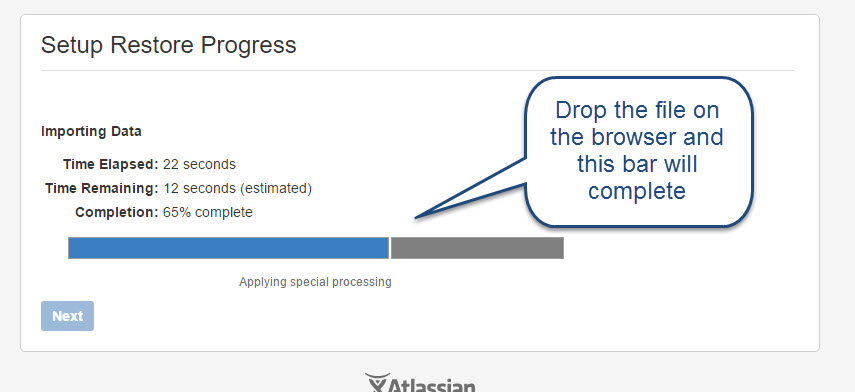 Setup Restore Progress
Importing Data
Time Elapsed: 22 seconds
Time Remaining: 12 seconds (estimated)
Completion: 65% complete
Drop the file on
the browser and
this bar will
complete
Applying special processing
Next
Atlassian